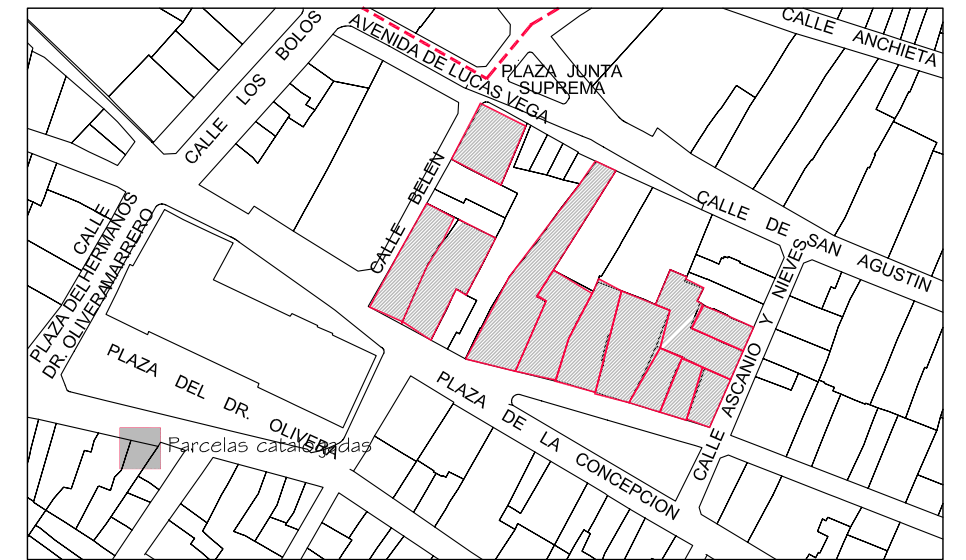 CALLE ANCHIETA
AVENIDA DE LUCAS VEGA
CALLE LOS BOLOS
PLAZA JUNTA
SUPREMA
CALLE BELEN
CALLE DE SAN AGUSTIN
CALLE
HERMANOS
MARRERO
PLAZA DEL
DR. OLIVERA
CALLE ASCANIO Y NIEVES
PLAZA DEL DR. OLIVERA
PLAZA DE LA CONCEPCION
Parcelas catalogadas